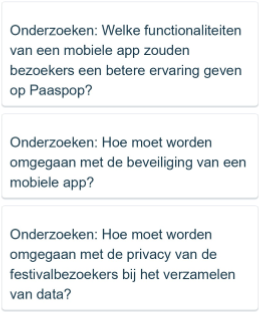 Onderzoeken: Welke functionaliteiten
van een mobiele app zouden
bezoekers een betere ervaring geven
op Paaspop?
Onderzoeken: Hoe moet worden
omgegaan met de beveiliging van een
mobiele app?
Onderzoeken: Hoe moet worden
omgegaan met de privacy van de
festivalbezoekers bij het verzamelen
van data?